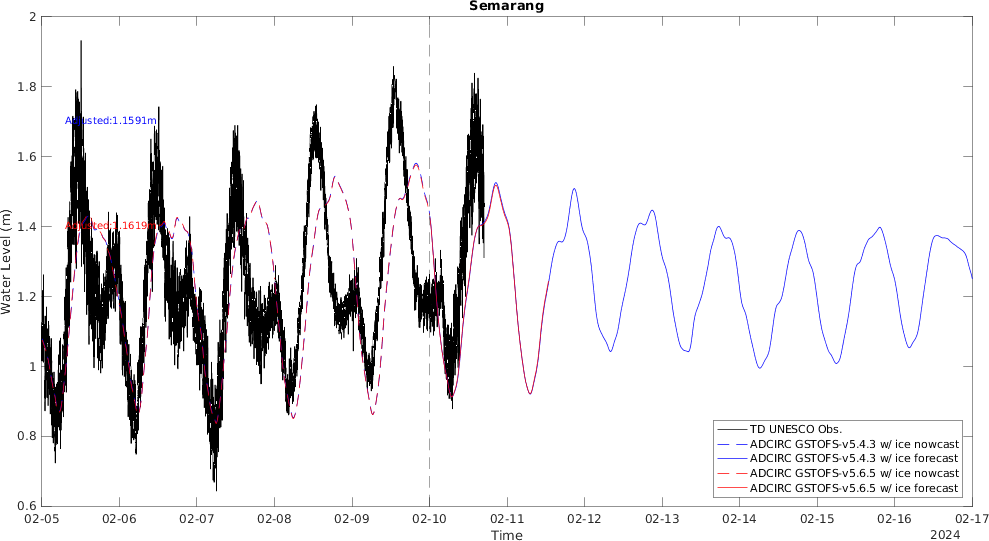 Semarang
2
1.8
1.6
1.4
1.2
1
0.8
0.6
Water Level (m)
Adjusted:1.1591m
Adjusted:1.1619m
TD UNESCO Obs.
ADCIRC GSTOFS-v5.4.3 w/ ice nowcast
ADCIRC GSTOFS-v5.4.3 w/ ice forecast
ADCIRC GSTOFS-v5.6.5 w/ ice nowcast
ADCIRC GSTOFS-v5.6.5 w/ ice forecast
02-05 02-06 02-07 02-08 02-09 02-10 02-11 02-12 02-13 02-14 02-15 02-16 02-17
Time
2024